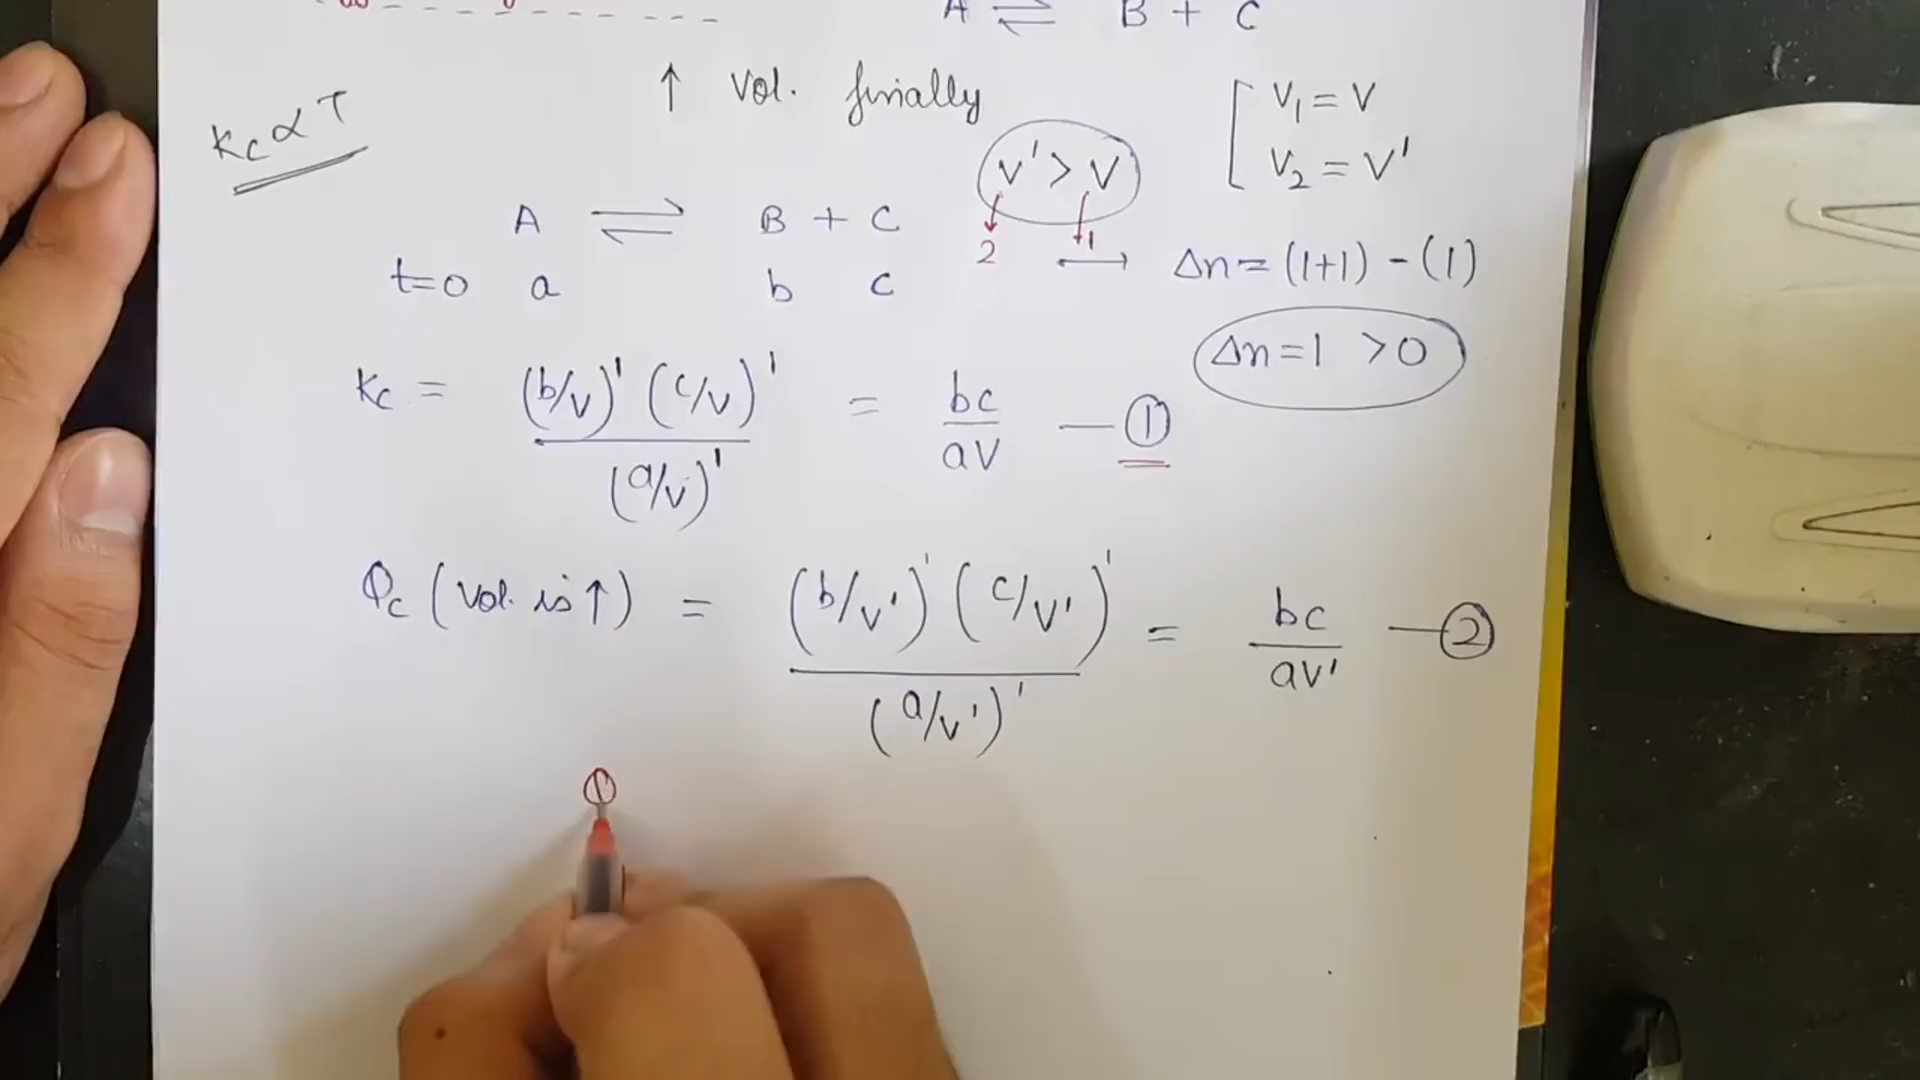 A ⇌ B + C
↑ Vol. finally
V₁ = V
Kc ∝ T
V' > V
V₂ = V'
A ⇌ B + C
2 1
Δn = (1+1) - (1)
t=0 a b c
Δn = 1 > 0
Kc = (b/v)¹ (c/v)¹ / (a/v)¹ = bc / aV — ①
Qc (Vol. is ↑) = (b/v')¹ (c/v')¹ / (a/v')¹ = bc / aV' — ②
①